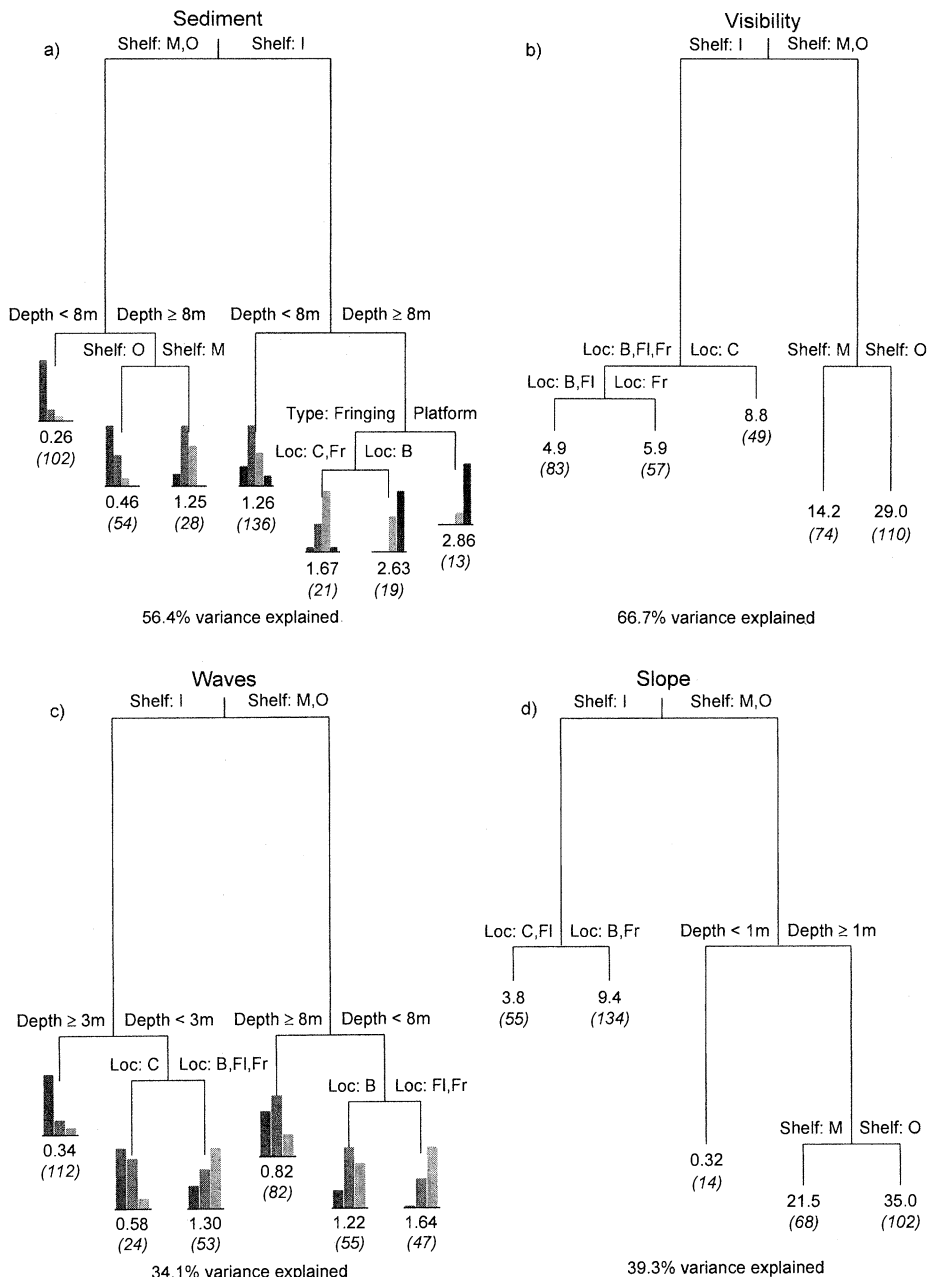 Sediment
a)
Shelf: M,O Shelf: I
Depth < 8m Depth ≥ 8m Depth < 8m Depth ≥ 8m
Shelf: O Shelf: M
Type: Fringing Platform
Loc: C,Fr Loc: B
0.26
(102)
0.46
(54)
1.25
(28)
1.26
(136)
1.67
(21)
2.63
(19)
2.86
(13)
56.4% variance explained
Visibility
b)
Shelf: I Shelf: M,O
Loc: B,Fl,Fr Loc: C
Shelf: M Shelf: O
Loc: B,Fl Loc: Fr
4.9
(83)
5.9
(57)
8.8
(49)
14.2
(74)
29.0
(110)
66.7% variance explained
Waves
c)
Shelf: I Shelf: M,O
Depth ≥ 3m Depth < 3m Depth ≥ 8m Depth < 8m
Loc: C Loc: B,Fl,Fr
Loc: B Loc: Fl,Fr
0.34
(112)
0.58
(24)
1.30
(53)
0.82
(82)
1.22
(55)
1.64
(47)
34.1% variance explained
Slope
d)
Shelf: I Shelf: M,O
Loc: C,Fl Loc: B,Fr
Depth < 1m Depth ≥ 1m
3.8
(55)
9.4
(134)
Shelf: M Shelf: O
0.32
(14)
21.5
(68)
35.0
(102)
39.3% variance explained